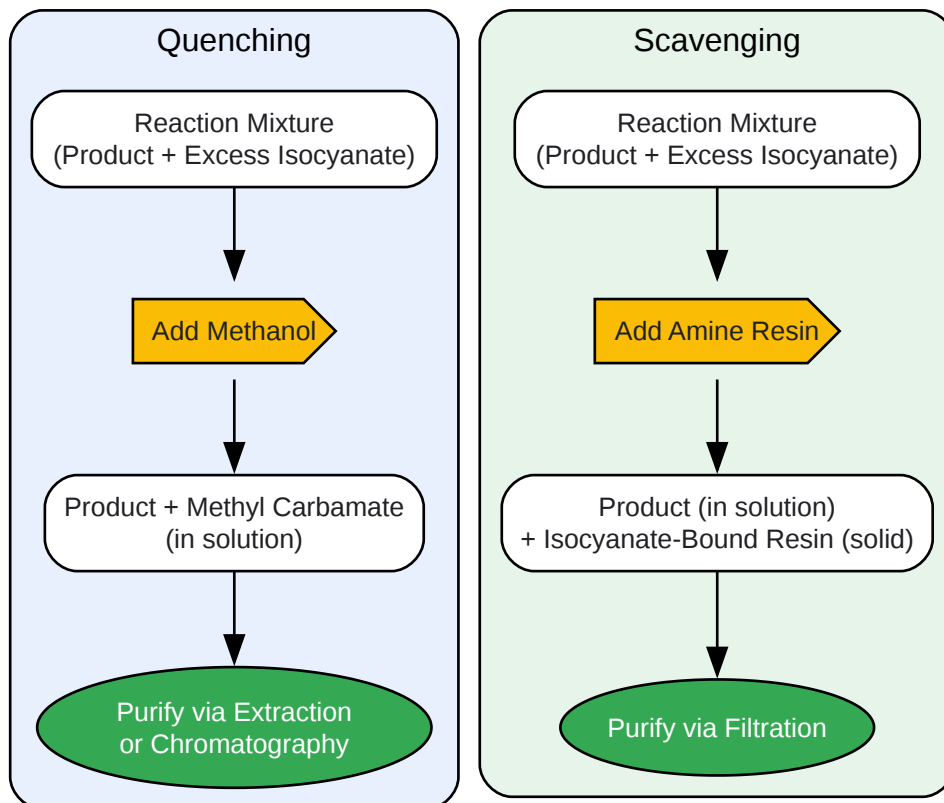 Quenching
Reaction Mixture
(Product + Excess Isocyanate)
Add Methanol
Product + Methyl Carbamate
(in solution)
Purify via Extraction
or Chromatography
Scavenging
Reaction Mixture
(Product + Excess Isocyanate)
Add Amine Resin
Product (in solution)
+ Isocyanate-Bound Resin (solid)
Purify via Filtration